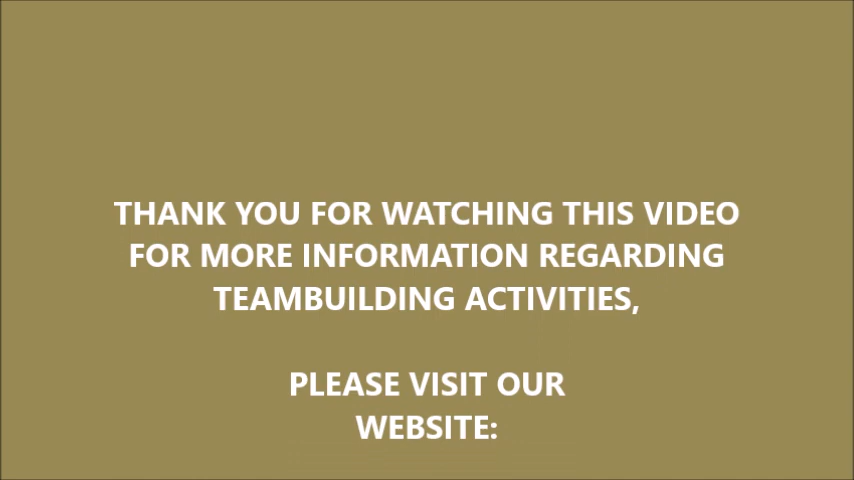 THANK YOU FOR WATCHING THIS VIDEO
FOR MORE INFORMATION REGARDING
TEAMBUILDING ACTIVITIES,
PLEASE VISIT OUR
WEBSITE: